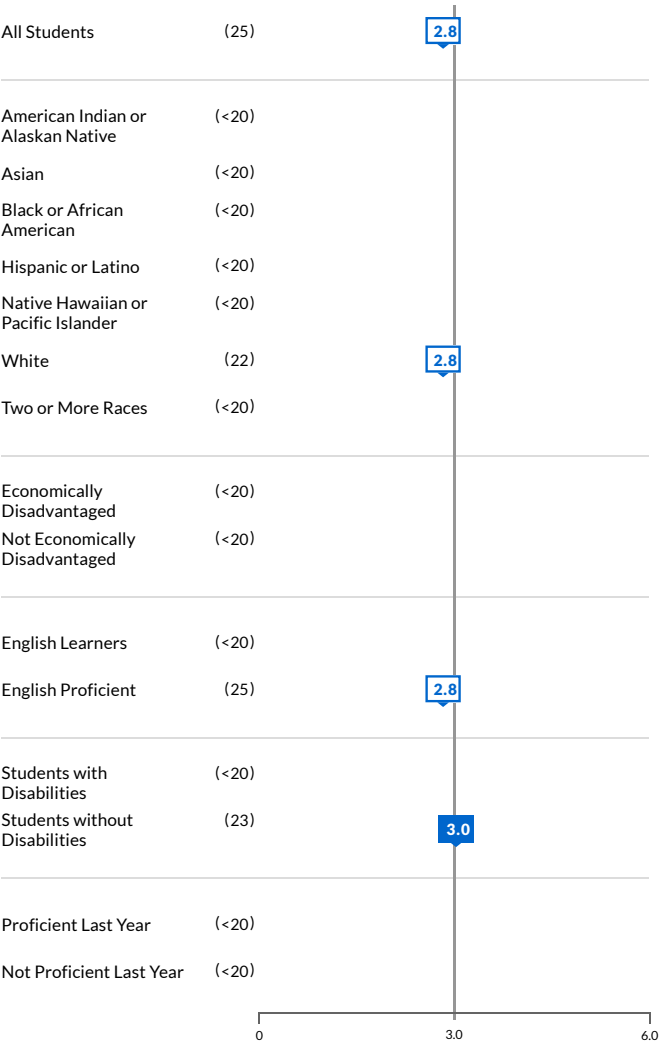 All Students (25) 2.8
American Indian or (<20)
Alaskan Native
Asian (<20)
Black or African (<20)
American
Hispanic or Latino (<20)
Native Hawaiian or (<20)
Pacific Islander
White (22) 2.8
Two or More Races (<20)
Economically (<20)
Disadvantaged
Not Economically (<20)
Disadvantaged
English Learners (<20)
English Proficient (25) 2.8
Students with (<20)
Disabilities
Students without (23) 3.0
Disabilities
Proficient Last Year (<20)
Not Proficient Last Year (<20)
0 3.0 6.0